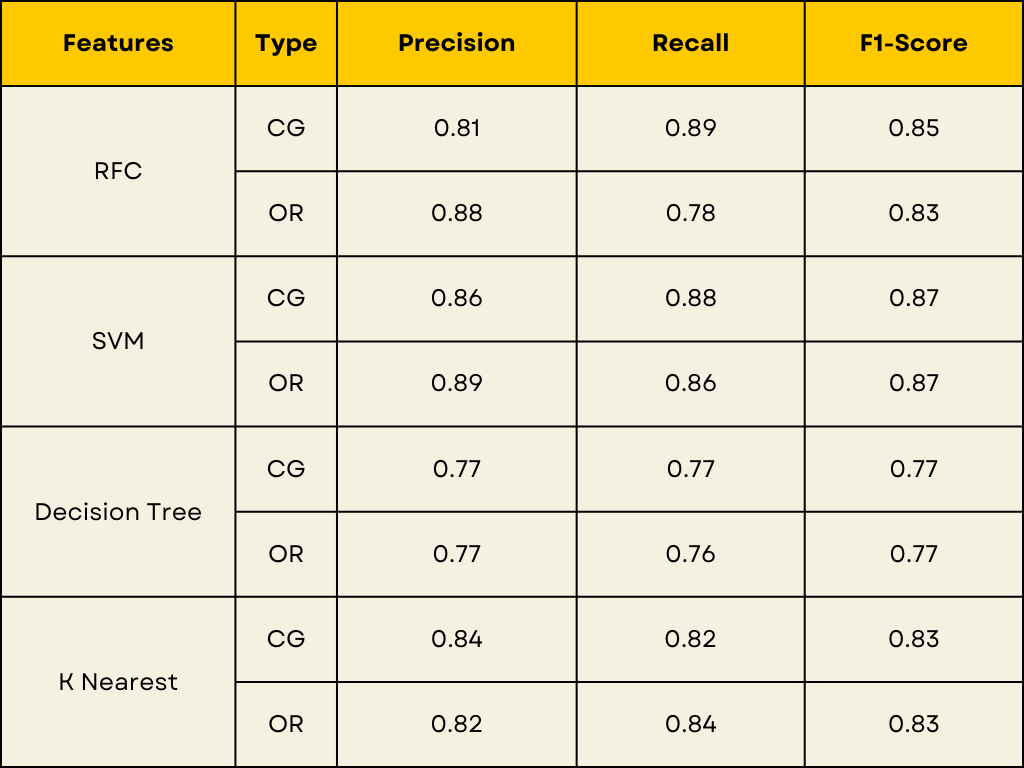 Features Type Precision Recall F1-Score
RFC
CG 0.81 0.89 0.85
OR 0.88 0.78 0.83
SVM
CG 0.86 0.88 0.87
OR 0.89 0.86 0.87
Decision Tree
CG 0.77 0.77 0.77
OR 0.77 0.76 0.77
K Nearest
CG 0.84 0.82 0.83
OR 0.82 0.84 0.83